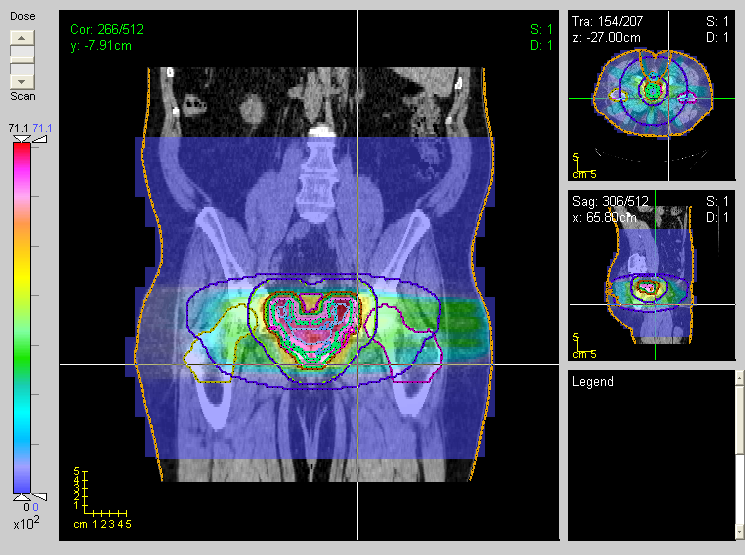 Dose
Scan
71.1 71.1
0 0
x10²
Cor: 266/512
y: -7.91cm
S: 1
D: 1
5
4
3
2
1
cm 1 2 3 4 5
Tra: 154/207
z: -27.00cm
S: 1
D: 1
5
cm 5
Sag: 306/512
x: 65.80cm
S: 1
D: 1
5
cm 5
Legend